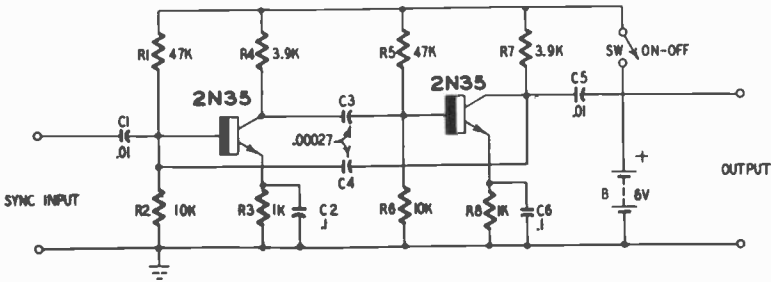 R1 47K
R4 3.9K
R5 47K
R7 3.9K
SW ON-OFF
2N35
2N35
C1
.01
C3
.00027
C4
C5
.01
SYNC INPUT
R2 10K
R3 1K
C2
.1
R6 10K
R8 1K
C6
.1
B 6V
+
OUTPUT